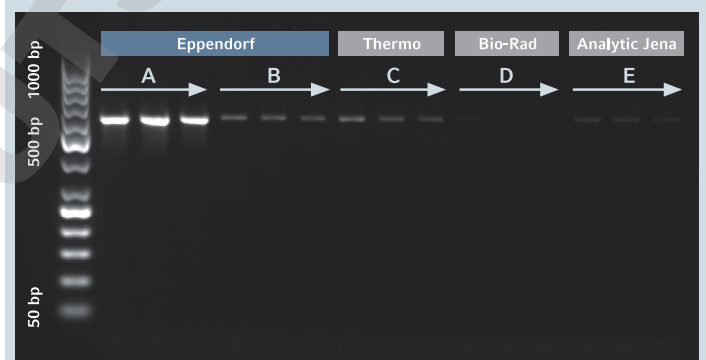 Eppendorf Thermo Bio-Rad Analytic Jena
A B C D E
1000 bp
500 bp
50 bp